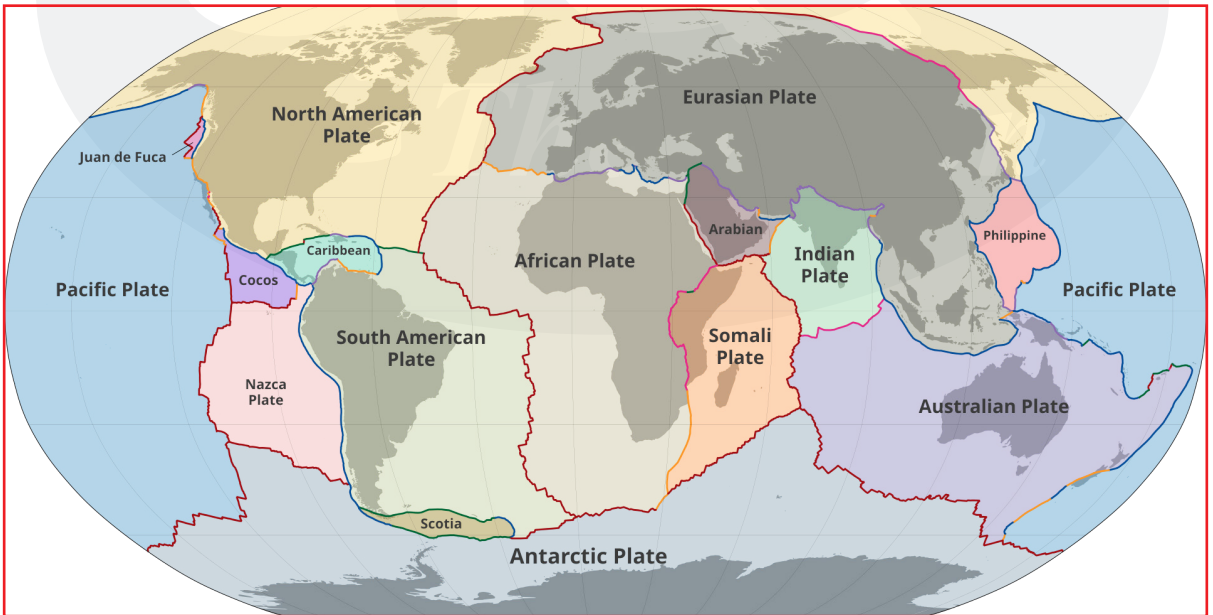 North American
Plate
Eurasian Plate
Juan de Fuca
Caribbean
Arabian
Philippine
Cocos
African Plate
Indian
Plate
Pacific Plate
Pacific Plate
South American
Plate
Somali
Plate
Nazca
Plate
Australian Plate
Scotia
Antarctic Plate